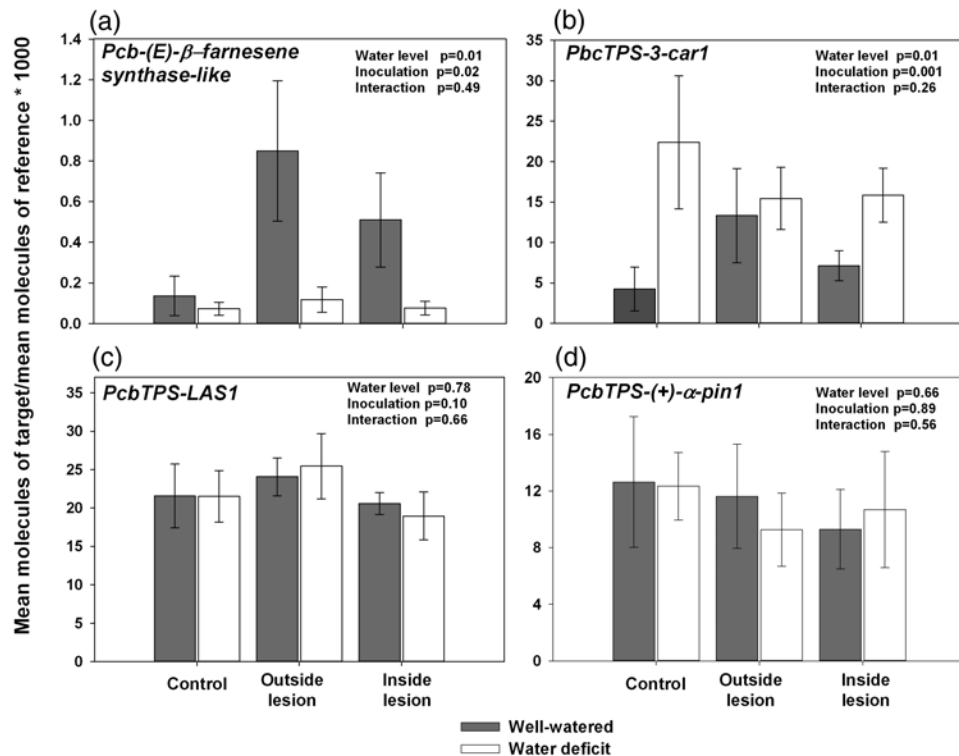 Mean molecules of target/mean molecules of reference * 1000
(a)
Pcb-(E)-β–farnesene
synthase-like
Water level p=0.01
Inoculation p=0.02
Interaction p=0.49
1.4
1.2
1.0
0.8
0.6
0.4
0.2
0.0
(b)
PbcTPS-3-car1
Water level p=0.01
Inoculation p=0.001
Interaction p=0.26
35
30
25
20
15
10
5
0
(c)
PcbTPS-LAS1
Water level p=0.78
Inoculation p=0.10
Interaction p=0.66
35
30
25
20
15
10
5
0
Control
Outside
lesion
Inside
lesion
(d)
PcbTPS-(+)-α-pin1
Water level p=0.66
Inoculation p=0.89
Interaction p=0.56
20
16
12
8
4
0
Control
Outside
lesion
Inside
lesion
Well-watered
Water deficit